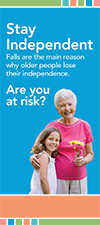 Stay
Independent
Falls are the main reason
why older people lose
their independence.
Are you
at risk?